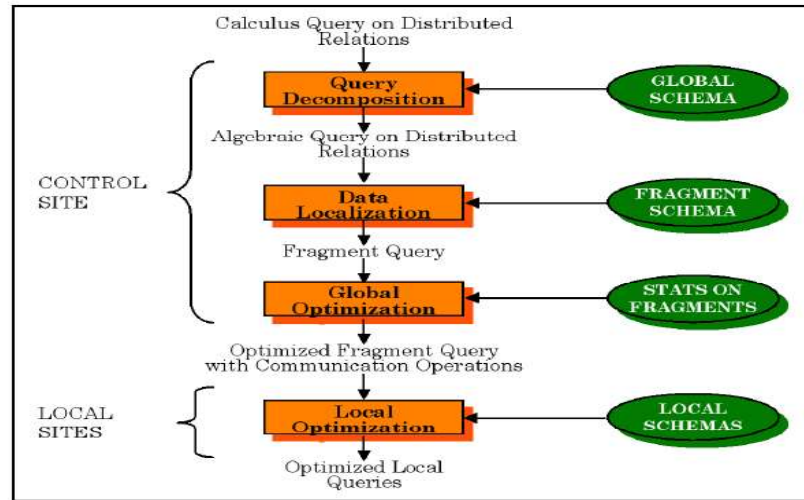 Calculus Query on Distributed
Relations
Query
Decomposition
GLOBAL
SCHEMA
Algebraic Query on Distributed
Relations
CONTROL
SITE
Data
Localization
FRAGMENT
SCHEMA
Fragment Query
Global
Optimization
STATS ON
FRAGMENTS
Optimized Fragment Query
with Communication Operations
LOCAL
SITES
Local
Optimization
LOCAL
SCHEMAS
Optimized Local
Queries